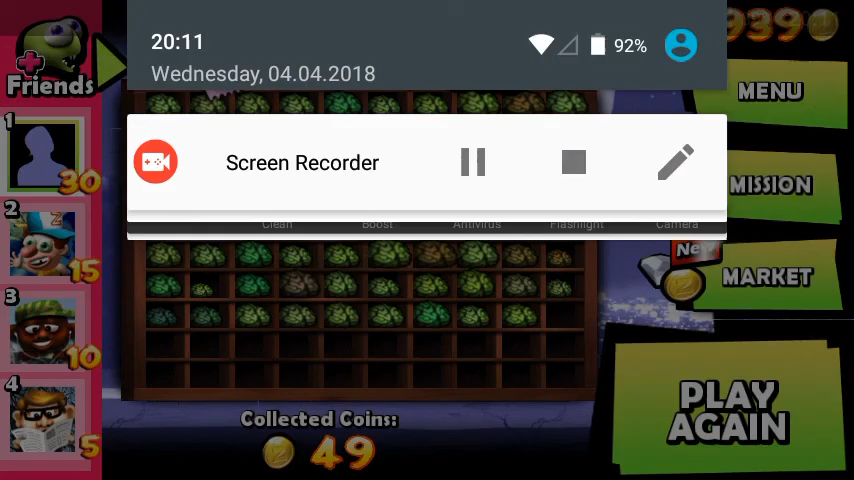 20:11
92%
Wednesday, 04.04.2018
939
Friends
MENU
1
30
Screen Recorder
MISSION
2
15
Clean
Boost
Antivirus
Flashlight
Camera
New
MARKET
3
10
4
5
PLAY
AGAIN
Collected Coins:
49